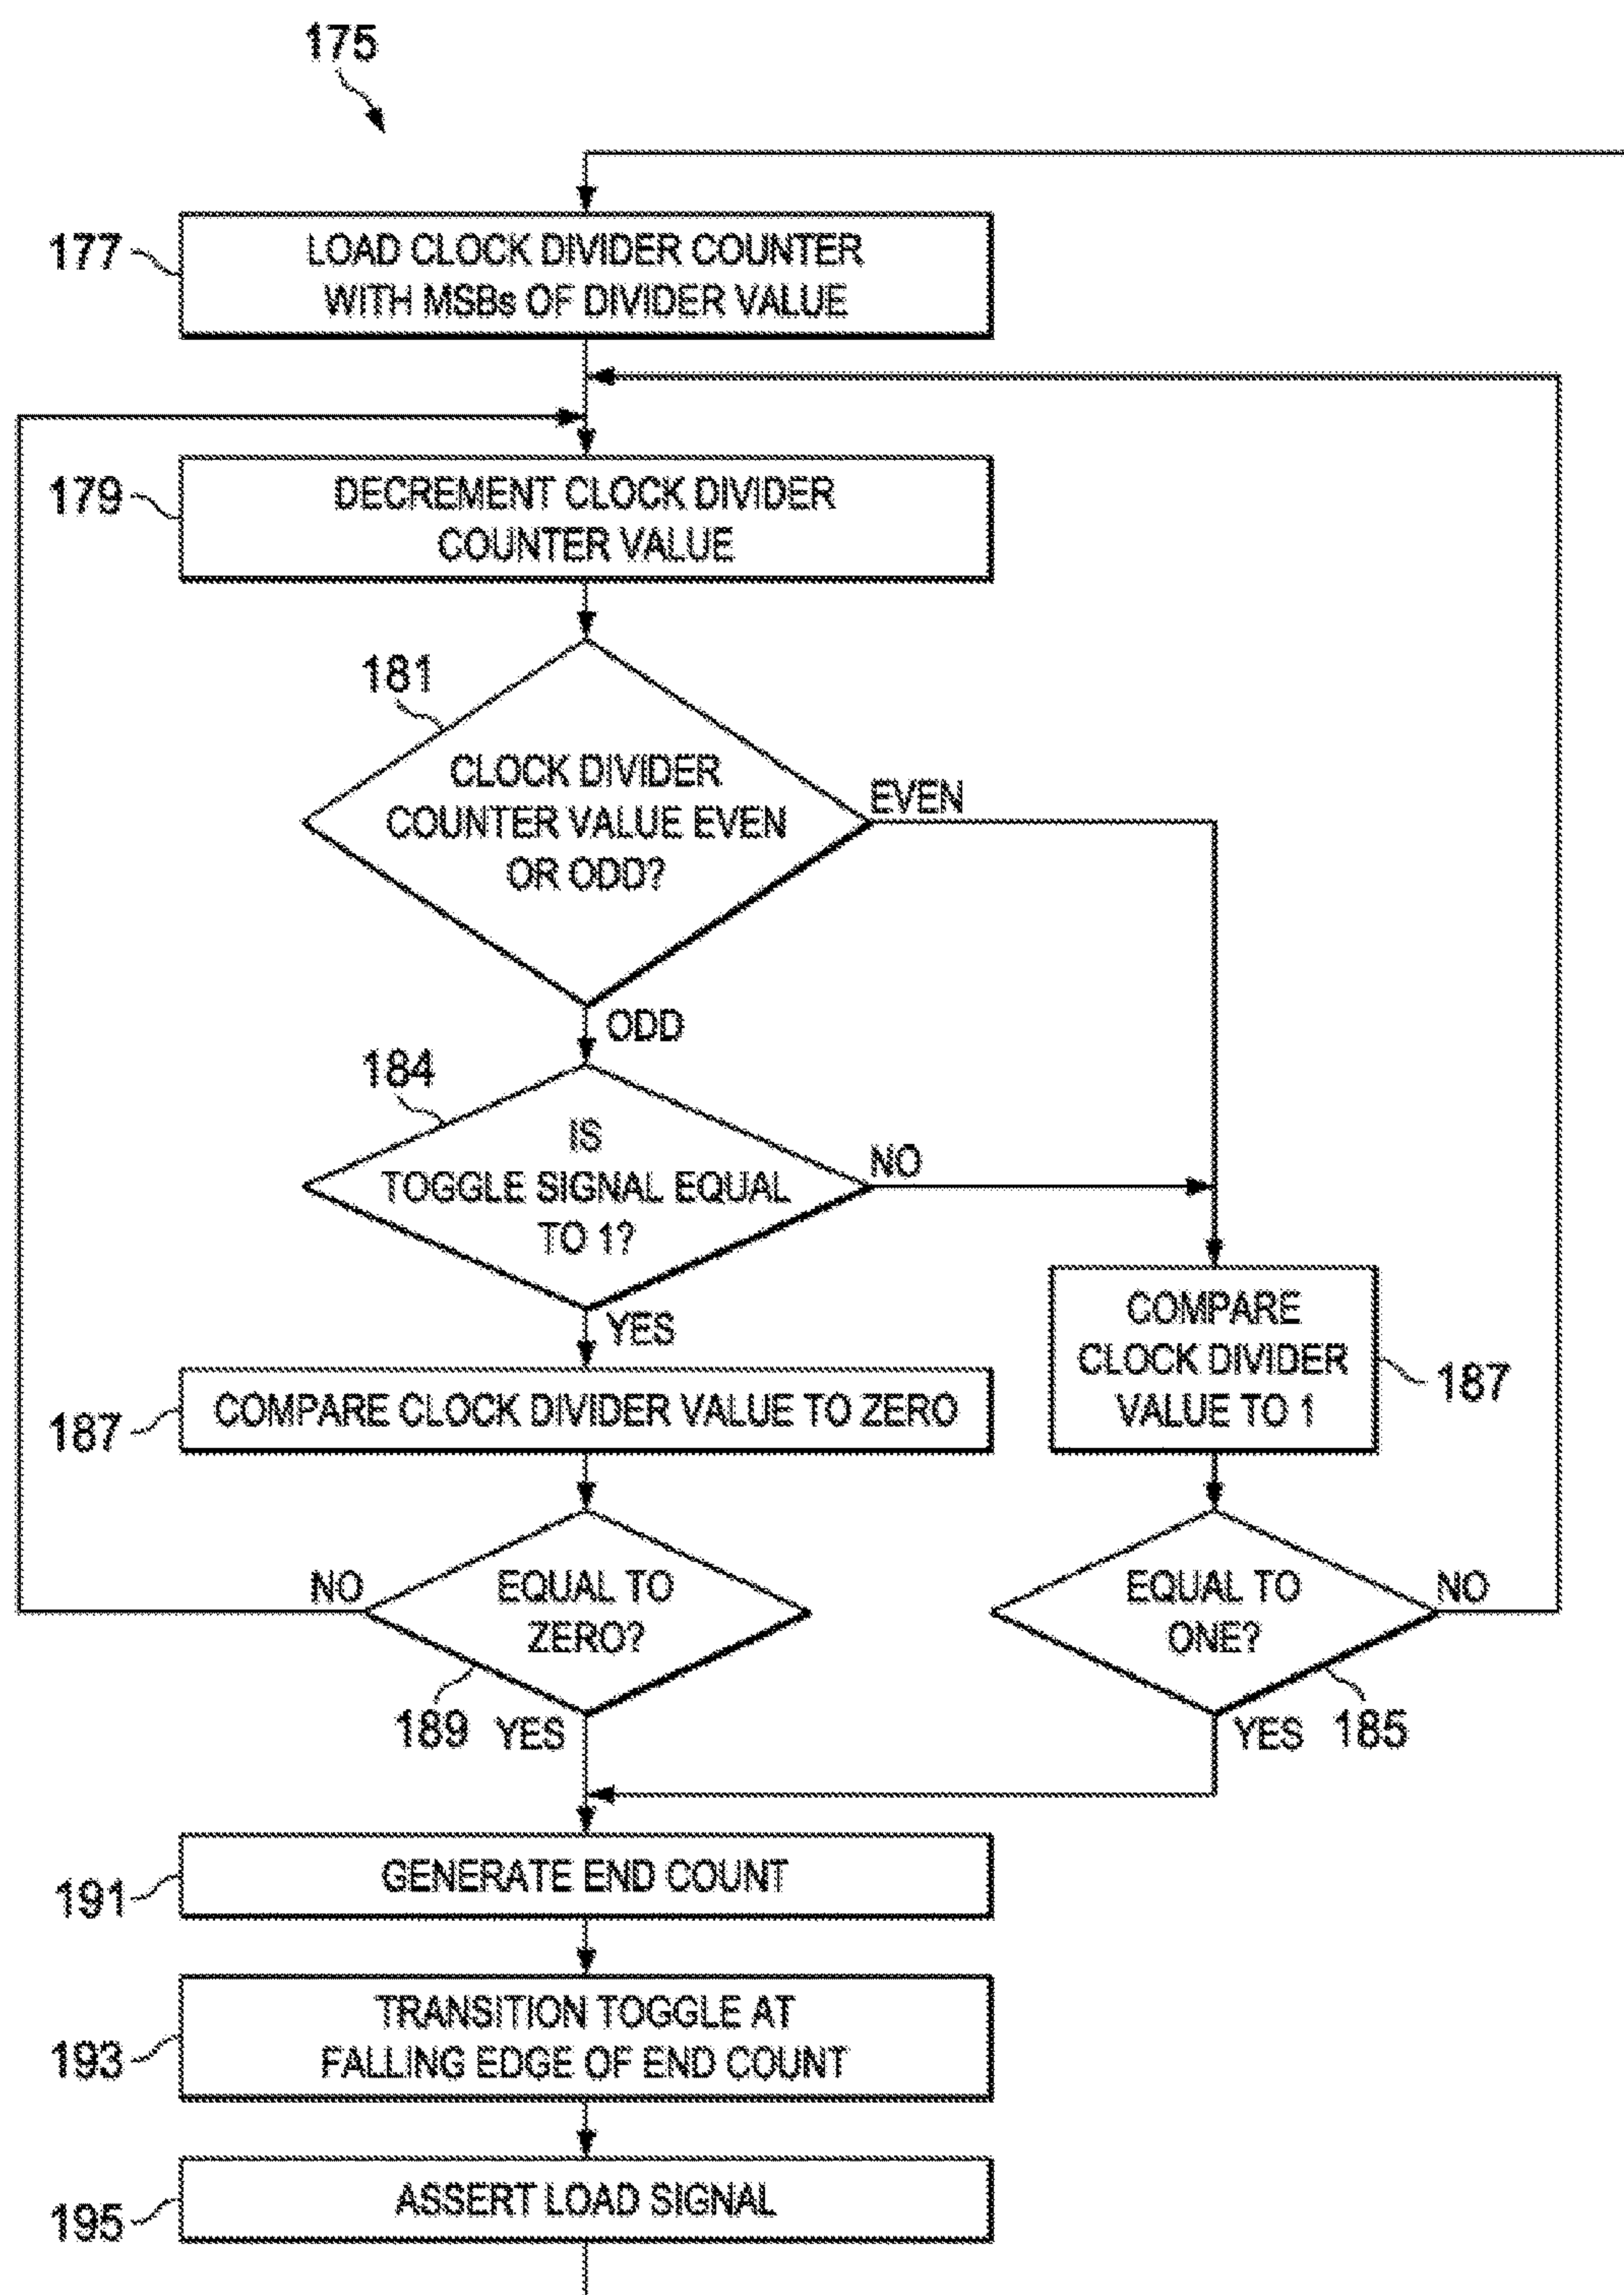 175
177
LOAD CLOCK DIVIDER COUNTER
WITH MSBs OF DIVIDER VALUE
179
DECREMENT CLOCK DIVIDER
COUNTER VALUE
181
CLOCK DIVIDER
COUNTER VALUE EVEN
OR ODD?
EVEN
ODD
184
IS
TOGGLE SIGNAL EQUAL
TO 1?
NO
YES
COMPARE
CLOCK DIVIDER
VALUE TO 1
187
187
COMPARE CLOCK DIVIDER VALUE TO ZERO
NO
EQUAL TO
ZERO?
189
YES
EQUAL TO
ONE?
NO
YES
185
191
GENERATE END COUNT
193
TRANSITION TOGGLE AT
FALLING EDGE OF END COUNT
195
ASSERT LOAD SIGNAL